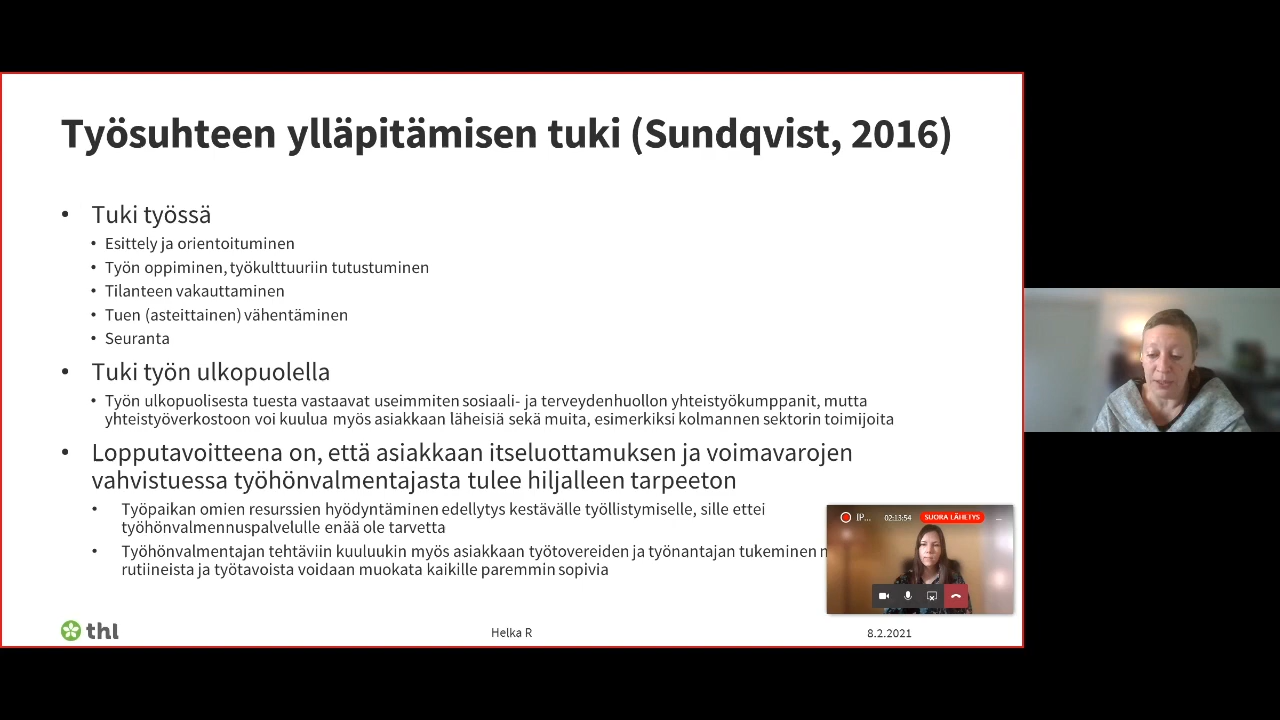 Työsuhteen ylläpitämisen tuki (Sundqvist, 2016)
• Tuki työssä
• Esittely ja orientoituminen
• Työn oppiminen, työkulttuuriin tutustuminen
• Tilanteen vakauttaminen
• Tuen (asteittainen) vähentäminen
• Seuranta
• Tuki työn ulkopuolella
• Työn ulkopuolisesta tuesta vastaavat useimmiten sosiaali- ja terveydenhuollon yhteistyökumppanit, mutta
yhteistyöverkostoon voi kuulua myös asiakkaan läheisiä sekä muita, esimerkiksi kolmannen sektorin toimijoita
• Lopputavoitteena on, että asiakkaan itseluottamuksen ja voimavarojen
vahvistuessa työhönvalmentajasta tulee hiljalleen tarpeeton
• Työpaikan omien resurssien hyödyntäminen edellytys kestävälle työllistymiselle, sille ettei
työhönvalmennuspalvelulle enää ole tarvetta
• Työhönvalmentajan tehtäviin kuuluukin myös asiakkaan työtovereiden ja työnantajan tukeminen
rutiineista ja työtavoista voidaan muokata kaikille paremmin sopivia
IP... 02:13:54 SUORA LÄHETYS
thl
Helka R
8.2.2021